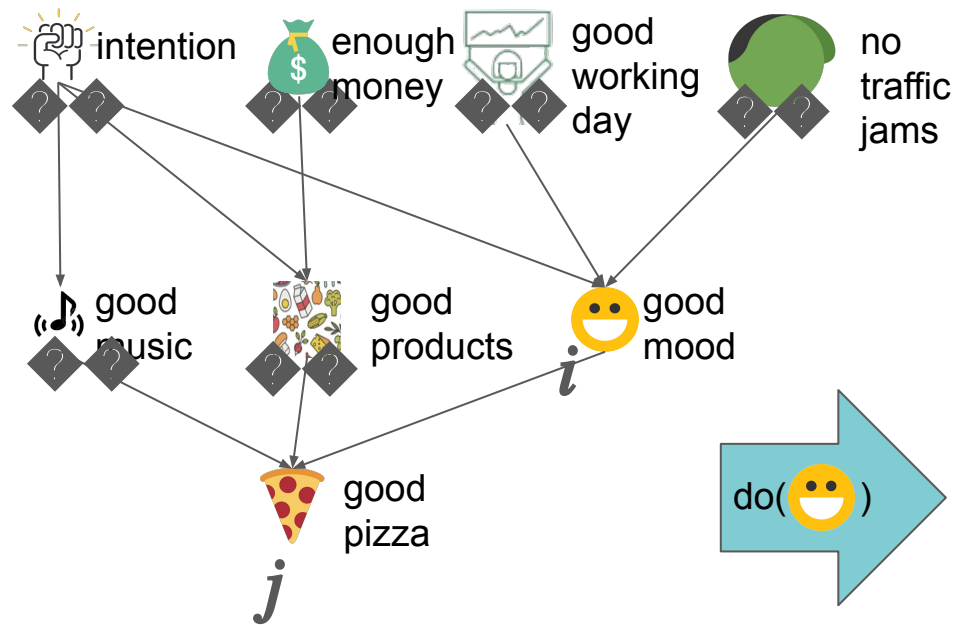 intention
enough
money
good
working
day
no
traffic
jams
$
??
??
??
??
good
music
good
products
good
mood
??
??
i
good
pizza
j
do( )